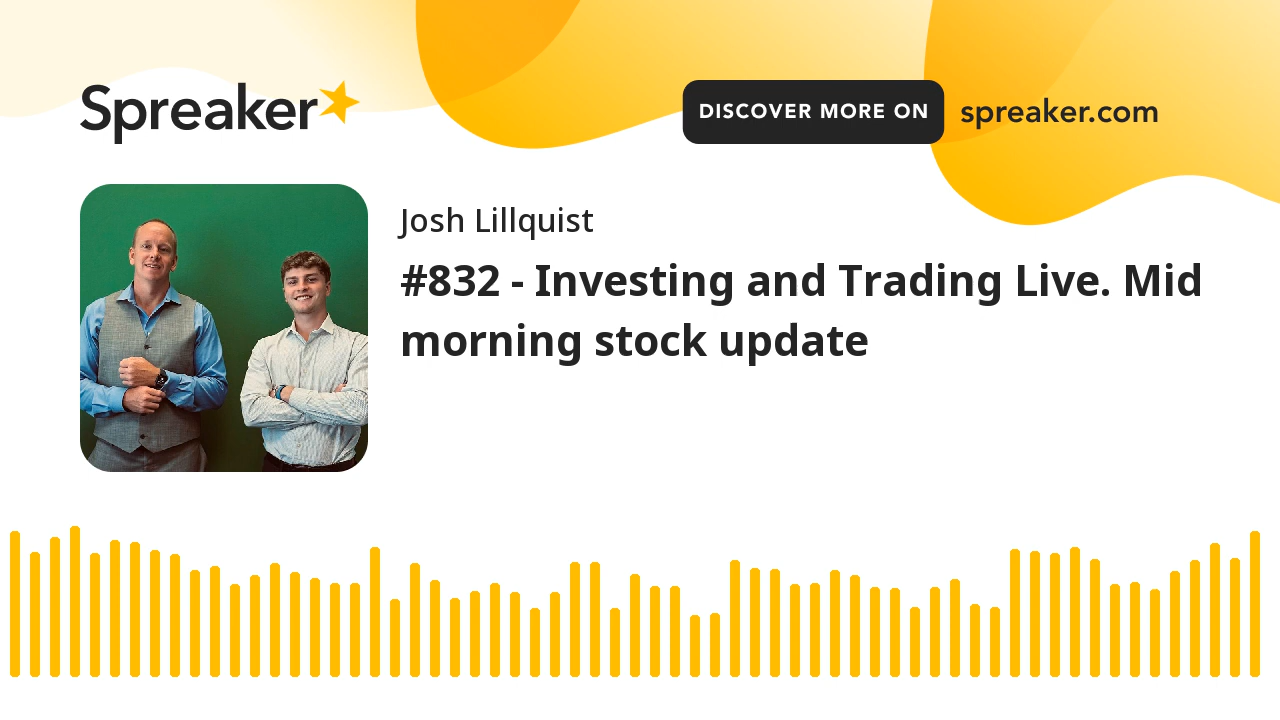 Spreaker
DISCOVER MORE ON spreaker.com
Josh Lillquist
#832 - Investing and Trading Live. Mid
morning stock update